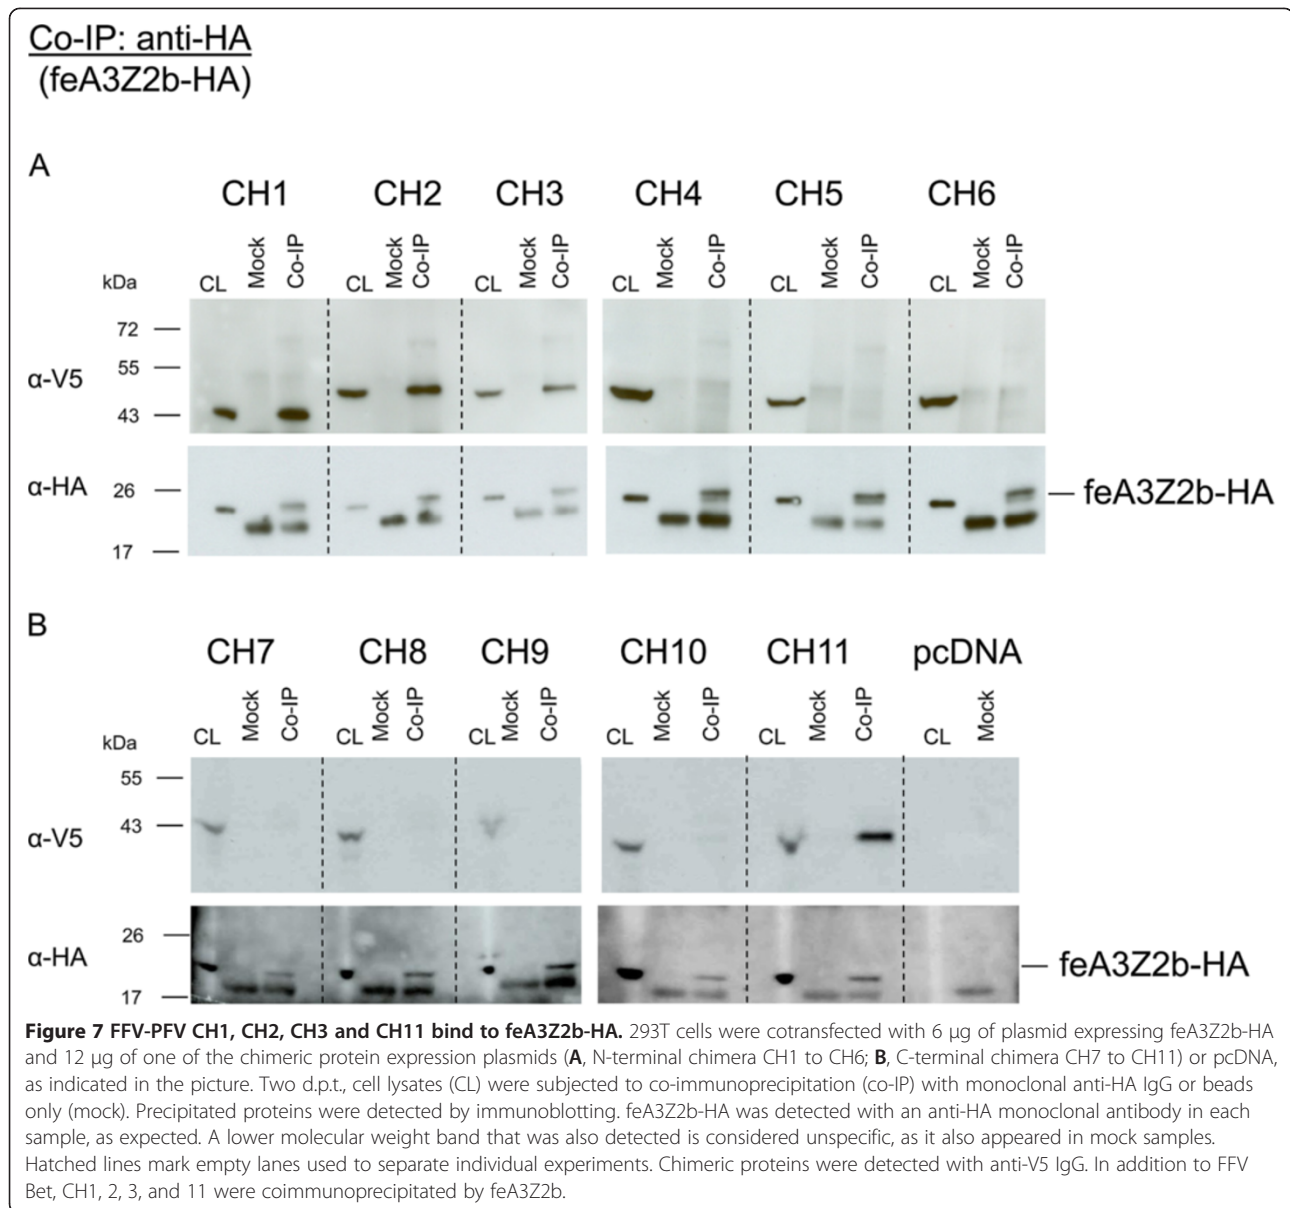 Co-IP: anti-HA
(feA3Z2b-HA)
A
CH1 CH2 CH3 CH4 CH5 CH6
kDa CL Mock Co-IP CL Mock Co-IP CL Mock Co-IP CL Mock Co-IP CL Mock Co-IP CL Mock Co-IP
72
55
α-V5
43
α-HA 26 feA3Z2b-HA
17
B
CH7 CH8 CH9 CH10 CH11 pcDNA
kDa CL Mock Co-IP CL Mock Co-IP CL Mock Co-IP CL Mock Co-IP CL Mock Co-IP CL Mock
55
43
α-V5
26
α-HA feA3Z2b-HA
17
Figure 7 FFV-PFV CH1, CH2, CH3 and CH11 bind to feA3Z2b-HA. 293T cells were cotransfected with 6 μg of plasmid expressing feA3Z2b-HA
and 12 μg of one of the chimeric protein expression plasmids (A, N-terminal chimera CH1 to CH6; B, C-terminal chimera CH7 to CH11) or pcDNA,
as indicated in the picture. Two d.p.t., cell lysates (CL) were subjected to co-immunoprecipitation (co-IP) with monoclonal anti-HA IgG or beads
only (mock). Precipitated proteins were detected by immunoblotting. feA3Z2b-HA was detected with an anti-HA monoclonal antibody in each
sample, as expected. A lower molecular weight band that was also detected is considered unspecific, as it also appeared in mock samples.
Hatched lines mark empty lanes used to separate individual experiments. Chimeric proteins were detected with anti-V5 IgG. In addition to FFV
Bet, CH1, 2, 3, and 11 were coimmunoprecipitated by feA3Z2b.